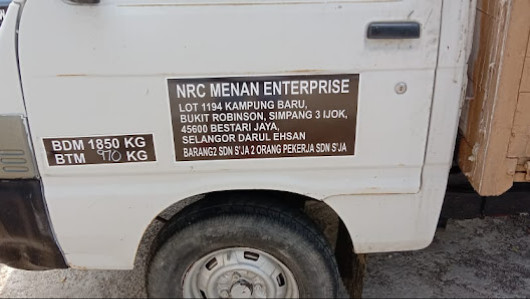 NRC MENAN ENTERPRISE
LOT 1194 KAMPUNG BARU,
BUKIT ROBINSON, SIMPANG 3 IJOK,
45600 BESTARI JAYA,
SELANGOR DARUL EHSAN
BARANG2 SDN S'JA 2 ORANG PEKERJA SDN S'JA
BDM 1850 KG
BTM 970 KG